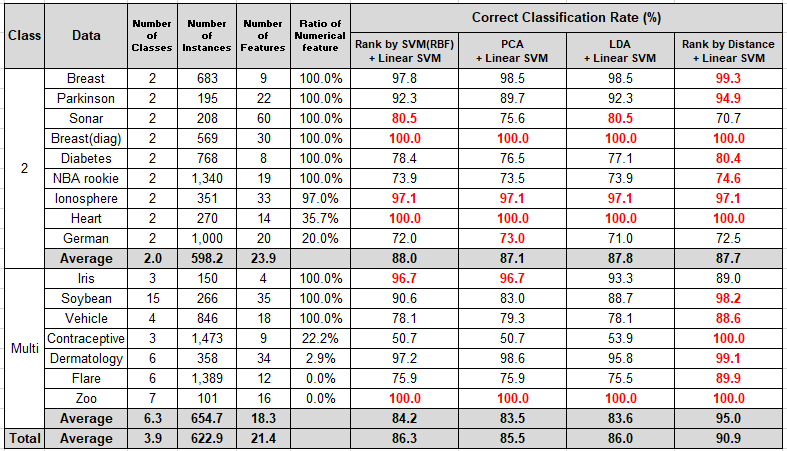 Class Data Number of Classes Number of Instances Number of Features Ratio of Numerical feature Correct Classification Rate (%)
Rank by SVM(RBF) + Linear SVM PCA + Linear SVM LDA + Linear SVM Rank by Distance + Linear SVM
2
Breast 2 683 9 100.0% 97.8 98.5 98.5 99.3
Parkinson 2 195 22 100.0% 92.3 89.7 92.3 94.9
Sonar 2 208 60 100.0% 80.5 75.6 80.5 70.7
Breast(diag) 2 569 30 100.0% 100.0 100.0 100.0 100.0
Diabetes 2 768 8 100.0% 78.4 76.5 77.1 80.4
NBA rookie 2 1,340 19 100.0% 73.9 73.5 73.9 74.6
Ionosphere 2 351 33 97.0% 97.1 97.1 97.1 97.1
Heart 2 270 14 35.7% 100.0 100.0 100.0 100.0
German 2 1,000 20 20.0% 72.0 73.0 71.0 72.5
Average 2.0 598.2 23.9 88.0 87.1 87.8 87.7
Multi
Iris 3 150 4 100.0% 96.7 96.7 93.3 89.0
Soybean 15 266 35 100.0% 90.6 83.0 88.7 98.2
Vehicle 4 846 18 100.0% 78.1 79.3 78.1 88.6
Contraceptive 3 1,473 9 22.2% 50.7 50.7 53.9 100.0
Dermatology 6 358 34 2.9% 97.2 98.6 95.8 99.1
Flare 6 1,389 12 0.0% 75.9 75.9 75.5 89.9
Zoo 7 101 16 0.0% 100.0 100.0 100.0 100.0
Average 6.3 654.7 18.3 84.2 83.5 83.6 95.0
Total Average 3.9 622.9 21.4 86.3 85.5 86.0 90.9